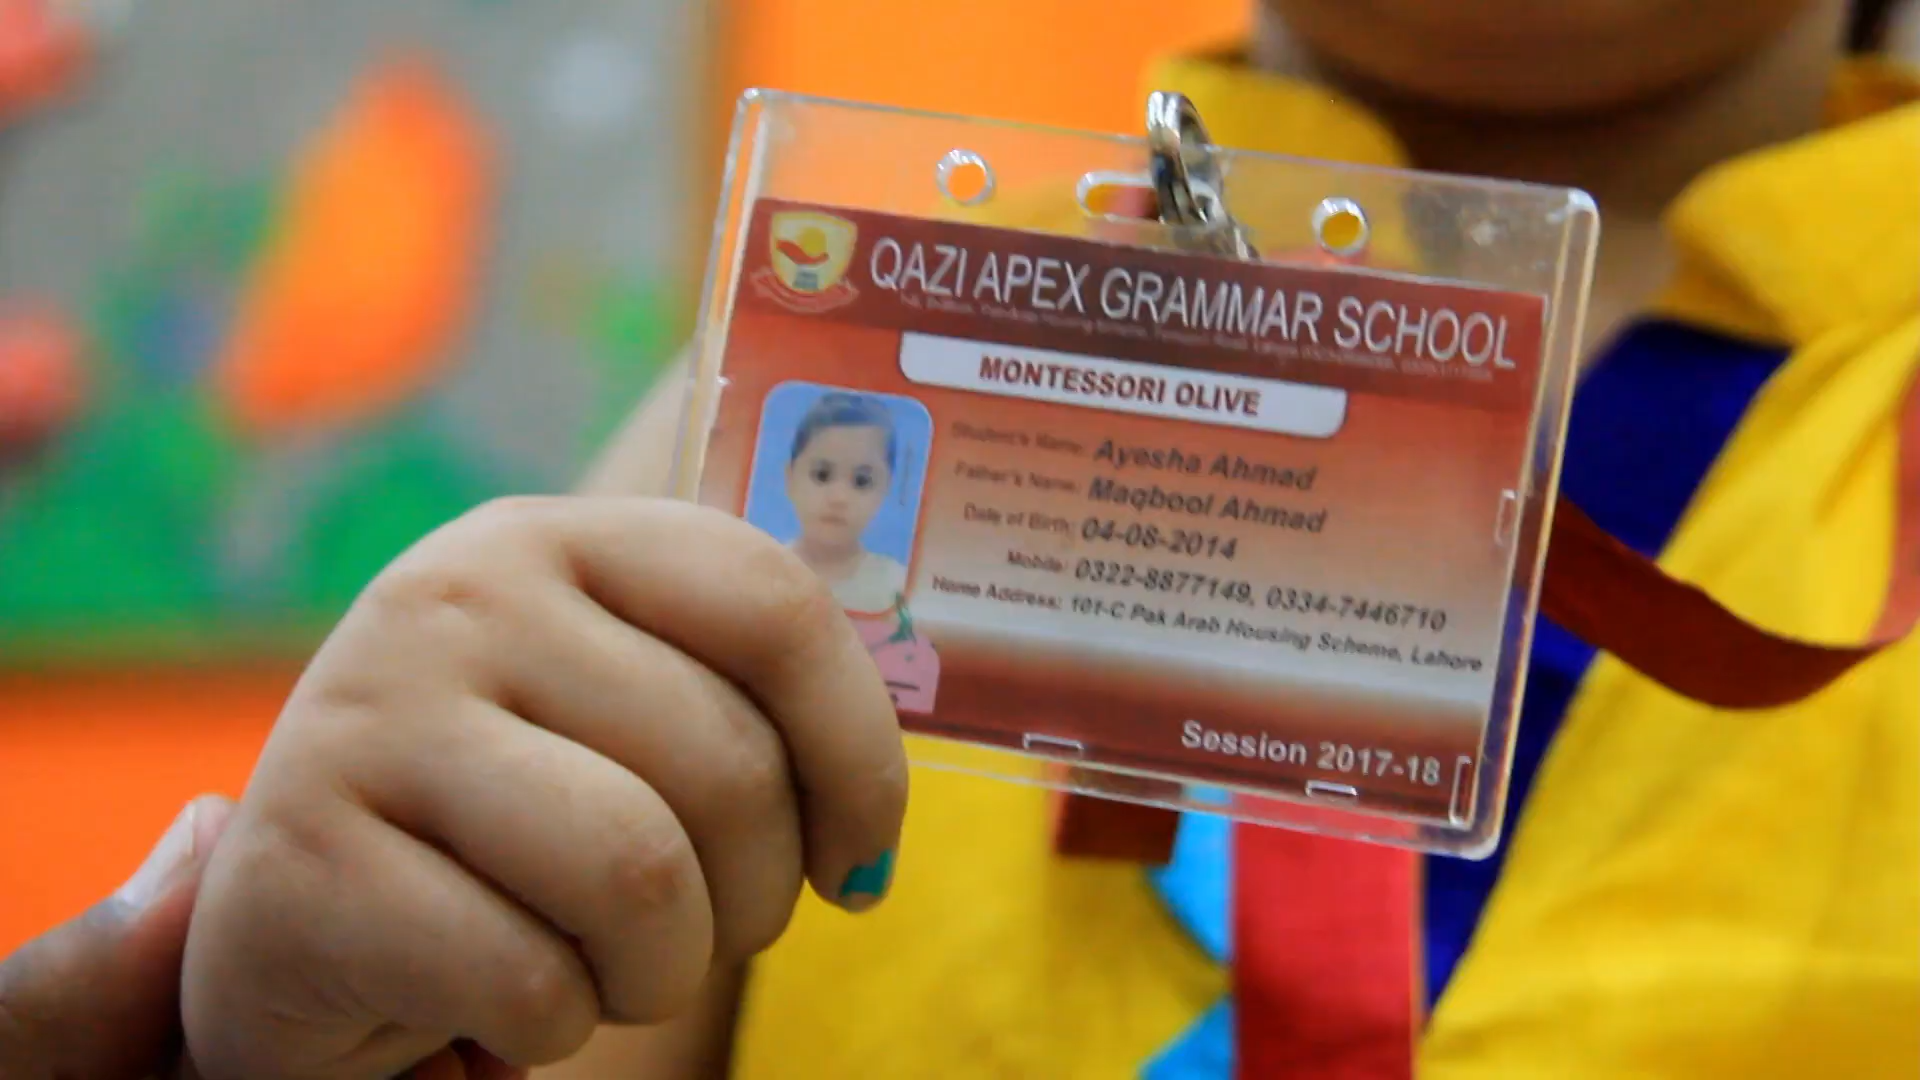 QAZI APEX GRAMMAR SCHOOL
MONTESSORI OLIVE
Student's Name: Ayesha Ahmad
Father's Name: Maqbool Ahmad
Date of Birth: 04-08-2014
Mobile: 0322-8877149, 0334-7446710
Home Address: 101-C Pak Arab Housing Scheme, Lahore
Session 2017-18